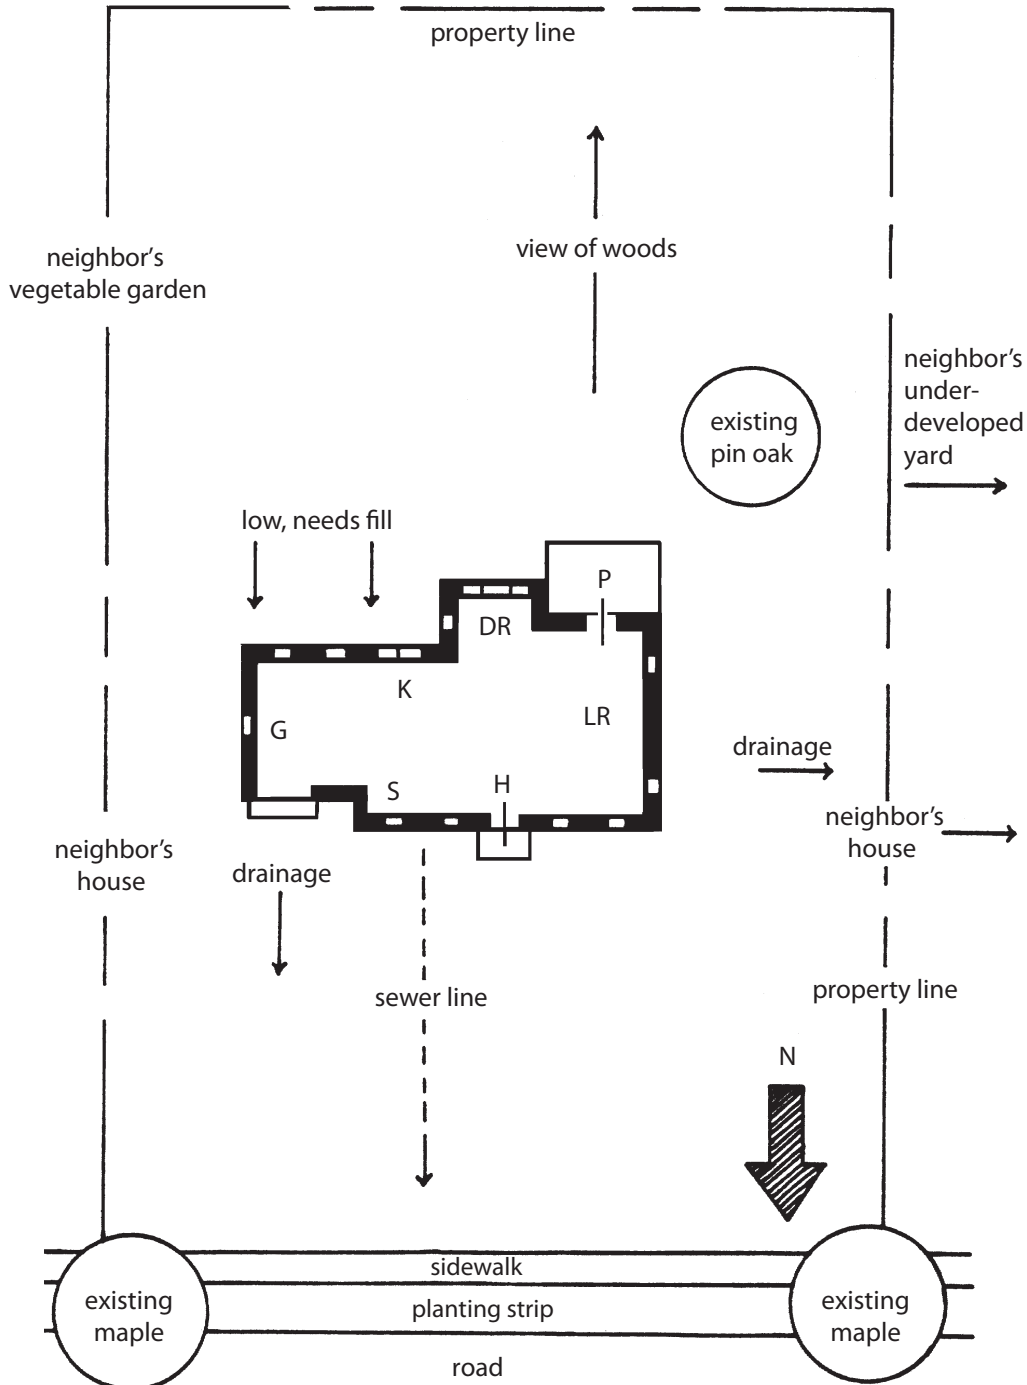 property line
view of woods
neighbor's
vegetable garden
neighbor's
under-
developed
yard
existing
pin oak
low, needs fill
P
DR
K
LR
G
S
H
drainage
neighbor's
house
neighbor's
house
drainage
sewer line
property line
N
sidewalk
existing
maple
planting strip
existing
maple
road